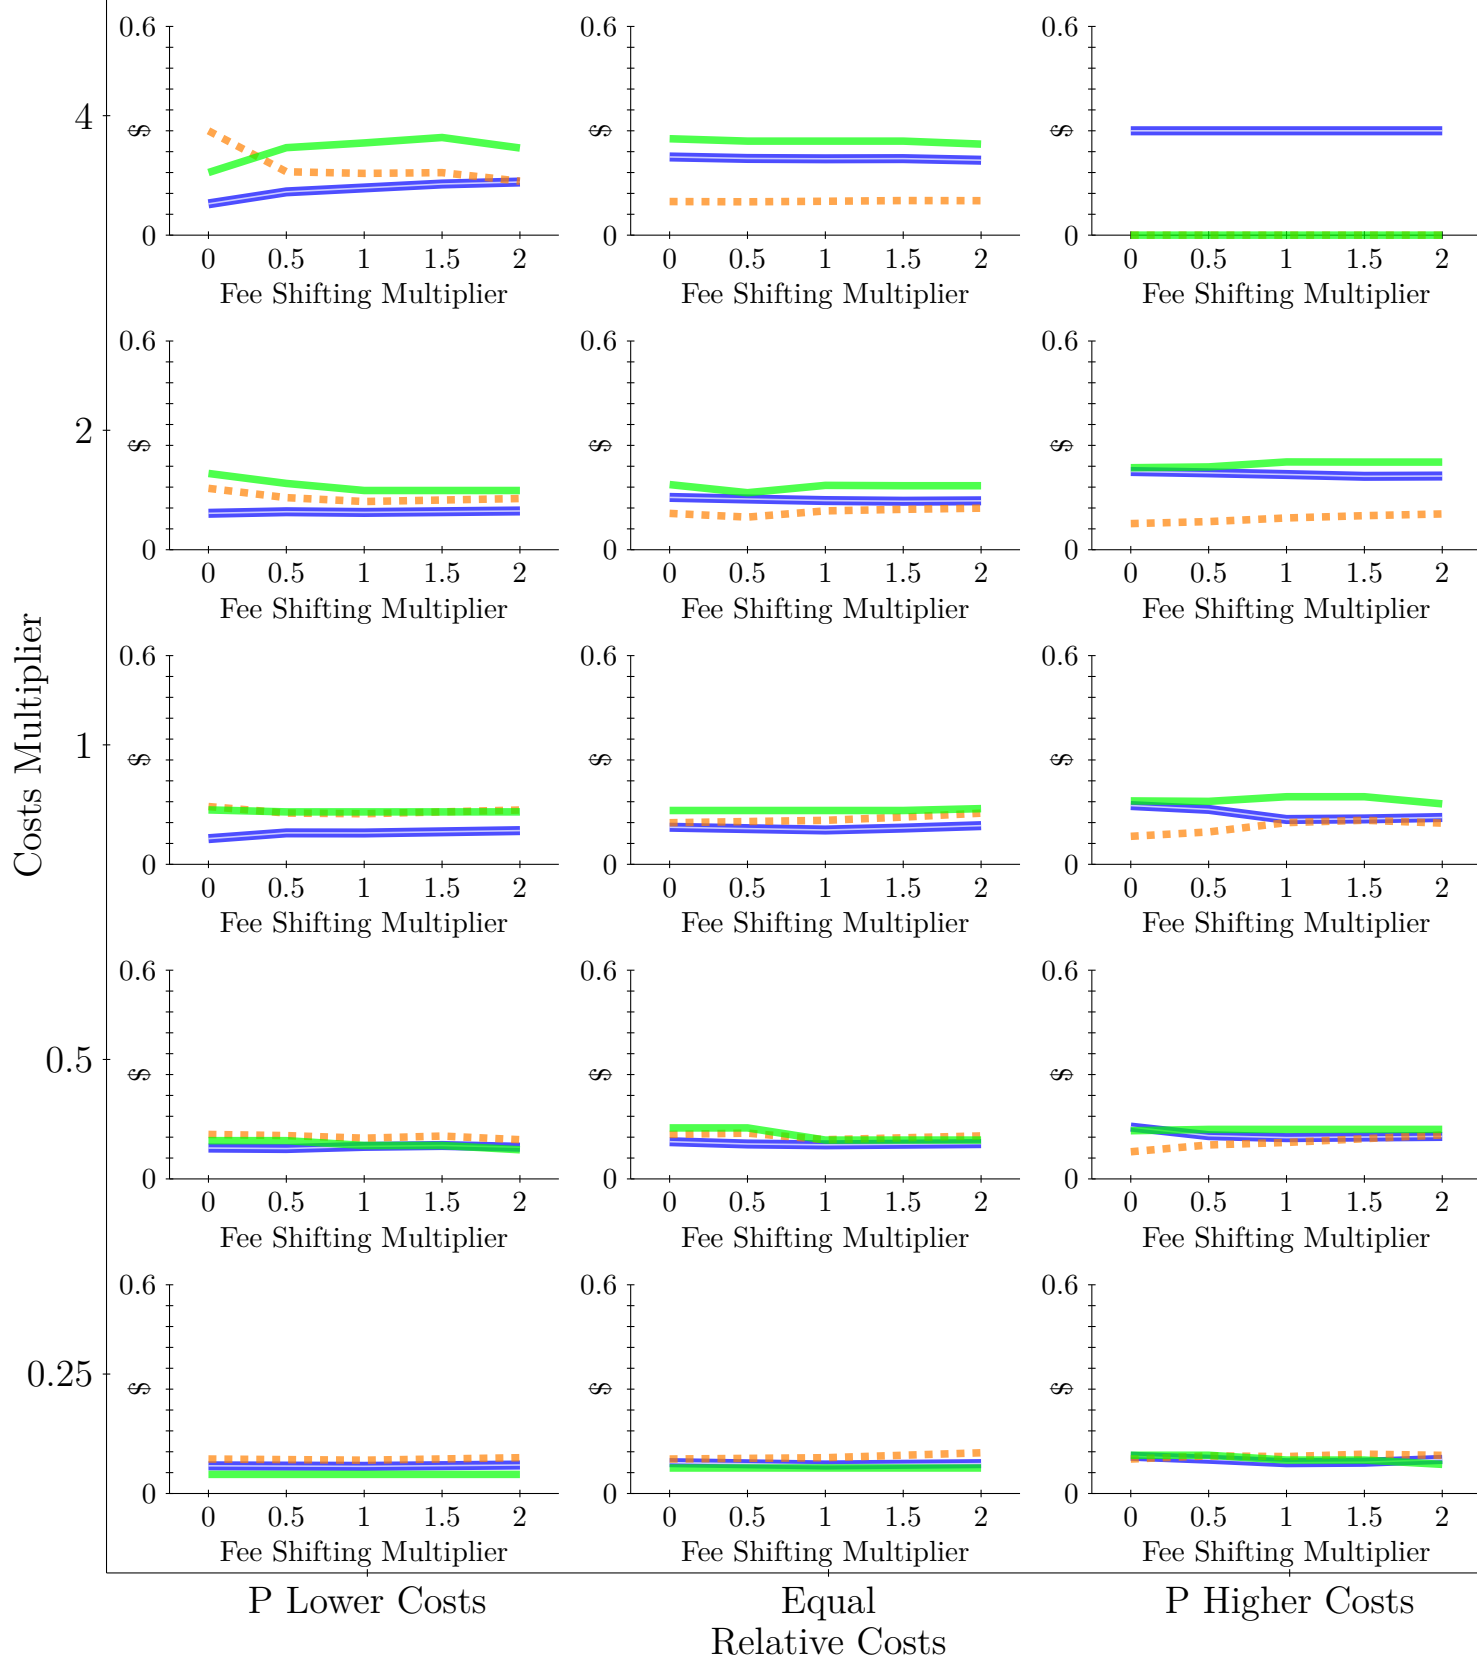 0.6 0.6 0.6
4 $ $ $
0 0 0
0 0.5 1 1.5 2 0 0.5 1 1.5 2 0 0.5 1 1.5 2
Fee Shifting Multiplier Fee Shifting Multiplier Fee Shifting Multiplier
0.6 0.6 0.6
2 $ $ $
0 0 0
0 0.5 1 1.5 2 0 0.5 1 1.5 2 0 0.5 1 1.5 2
Fee Shifting Multiplier Fee Shifting Multiplier Fee Shifting Multiplier
Costs Multiplier
0.6 0.6 0.6
1 $ $ $
0 0 0
0 0.5 1 1.5 2 0 0.5 1 1.5 2 0 0.5 1 1.5 2
Fee Shifting Multiplier Fee Shifting Multiplier Fee Shifting Multiplier
0.6 0.6 0.6
0.5 $ $ $
0 0 0
0 0.5 1 1.5 2 0 0.5 1 1.5 2 0 0.5 1 1.5 2
Fee Shifting Multiplier Fee Shifting Multiplier Fee Shifting Multiplier
0.6 0.6 0.6
0.25 $ $ $
0 0 0
0 0.5 1 1.5 2 0 0.5 1 1.5 2 0 0.5 1 1.5 2
Fee Shifting Multiplier Fee Shifting Multiplier Fee Shifting Multiplier
P Lower Costs Equal P Higher Costs
Relative Costs